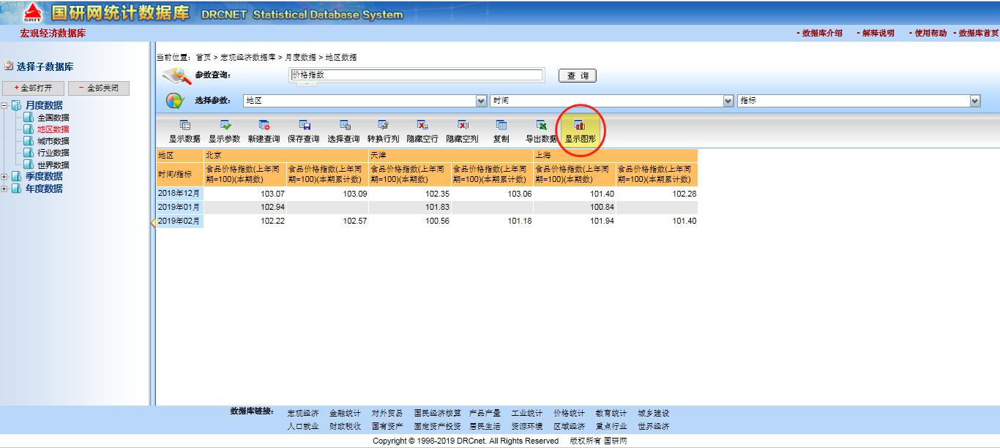 SRIT 国研网统计数据库 DRCNET Statistical Database System
宏观经济数据库 - 数据库介绍 - 解释说明 - 使用帮助 - 数据库首页
选择子数据库
+全部打开 - 全部关闭
月度数据
全国数据
地区数据
城市数据
行业数据
世界数据
季度数据
年度数据
当前位置：首页 > 宏观经济数据库 > 月度数据 > 地区数据
参数查询： 价格指数 查 询
选择参数： 地区 时间 指标
显示数据 显示参数 新建查询 保存查询 选择查询 转换行列 隐藏空行 隐藏空列 复制 导出数据 显示图形
地区 北京 天津 上海
时间/指标 食品价格指数(上年同期=100)(本期数) 食品价格指数(上年同期=100)(本期累计数) 食品价格指数(上年同期=100)(本期数) 食品价格指数(上年同期=100)(本期累计数) 食品价格指数(上年同期=100)(本期数) 食品价格指数(上年同期=100)(本期累计数)
2018年12月 103.07 103.09 102.35 103.06 101.40 102.28
2019年01月 102.94 101.83 100.84
2019年02月 102.22 102.57 100.56 101.18 101.94 101.40
数据库链接： 宏观经济 金融统计 对外贸易 国民经济核算 产品产量 工业统计 价格统计 教育统计 城乡建设
人口就业 财政税收 国有资产 固定资产投资 居民生活 资源环境 区域经济 重点行业 世界经济
Copyright © 1998-2019 DRCnet. All Rights Reserved 版权所有 国研网